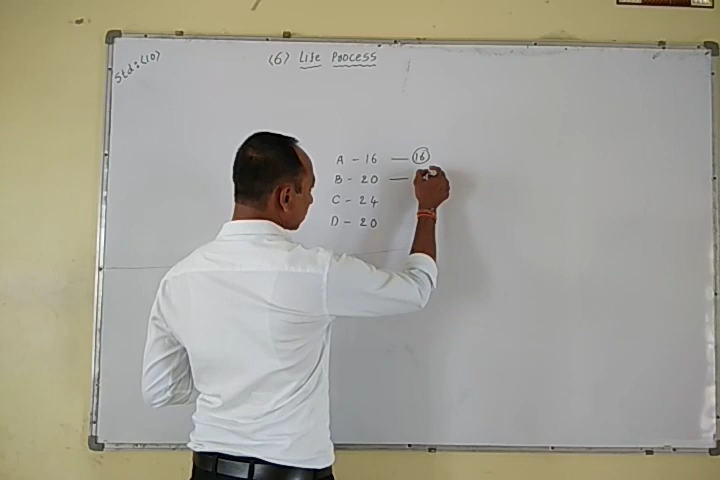 Std:(10)
(6) Life Process
A - 16 — 16
B - 20 —
C - 24
D - 20